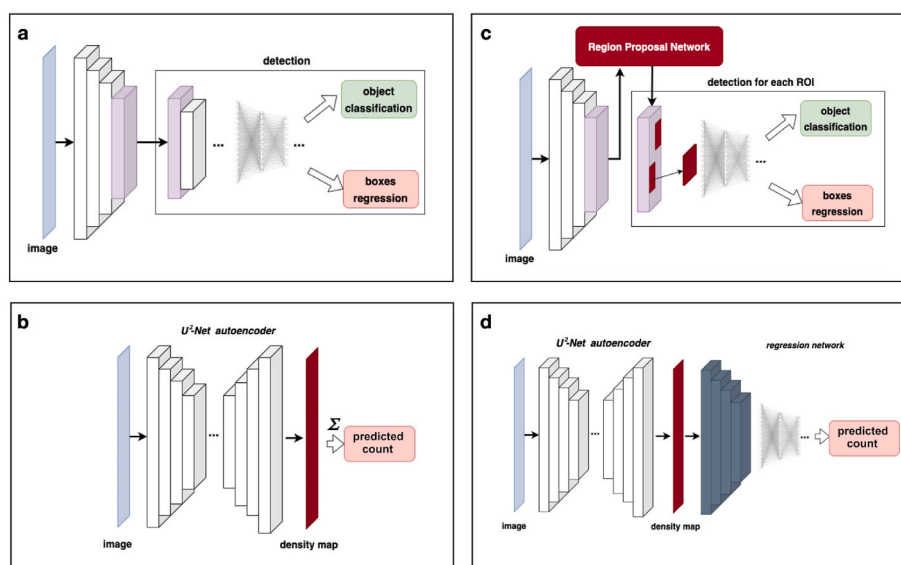 a
detection
object
classification
...
...
boxes
regression
image
c
Region Proposal Network
detection for each ROI
object
classification
...
boxes
regression
image
b
U²-Net autoencoder
...
Σ
predicted
count
image
density map
d
U²-Net autoencoder
regression network
...
...
predicted
count
image
density map